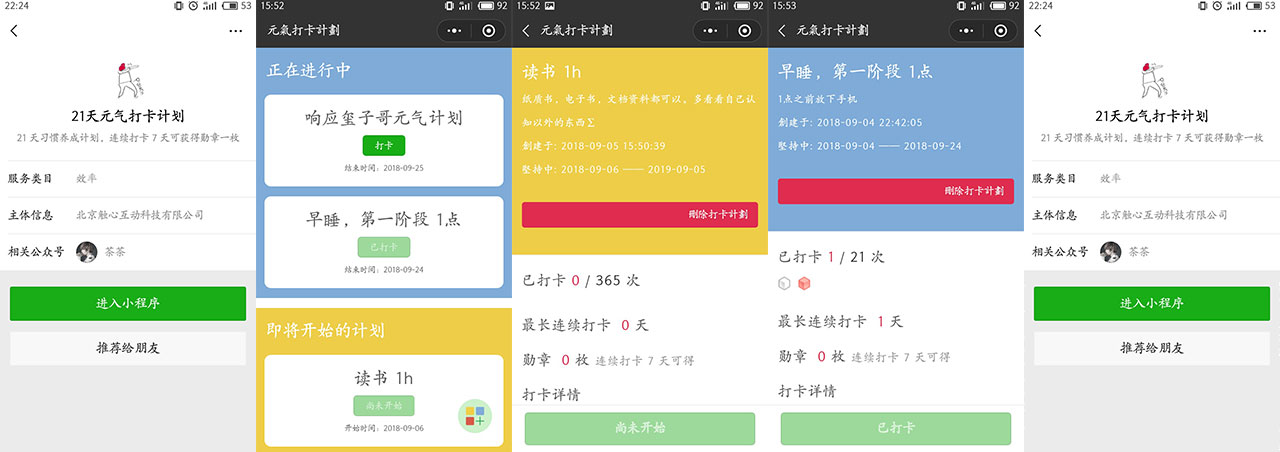 22:24
53
21天元气打卡计划
21 天习惯养成计划，连续打卡 7 天可获得勋章一枚
服务类目 效率
主体信息 北京触心互动科技有限公司
相关公众号 荼荼
进入小程序
推荐给朋友
15:52
92
元氣打卡計劃
正在进行中
响应玺子哥元气计划
打卡
结束时间：2018-09-25
早睡，第一阶段 1点
已打卡
结束时间：2018-09-24
即将开始的计划
读书 1h
尚未开始
开始时间：2018-09-06
15:52
92
元氣打卡計劃
读书 1h
纸质书，电子书，文档资料都可以，多看看自己认
知以外的东西∑
創建于: 2018-09-05 15:50:39
堅持中: 2018-09-06 —— 2019-09-05
刪除打卡計劃
已打卡 0 / 365 次
最长连续打卡 0 天
勋章 0 枚 连续打卡 7 天可得
打卡详情
尚未开始
15:53
92
元氣打卡計劃
早睡，第一阶段 1点
1点之前放下手机
創建于: 2018-09-04 22:42:05
堅持中: 2018-09-04 —— 2018-09-24
刪除打卡計劃
已打卡 1 / 21 次
最长连续打卡 1 天
勋章 0 枚 连续打卡 7 天可得
打卡详情
已打卡
22:24
53
21天元气打卡计划
21 天习惯养成计划，连续打卡 7 天可获得勋章一枚
服务类目 效率
主体信息 北京触心互动科技有限公司
相关公众号 荼荼
进入小程序
推荐给朋友